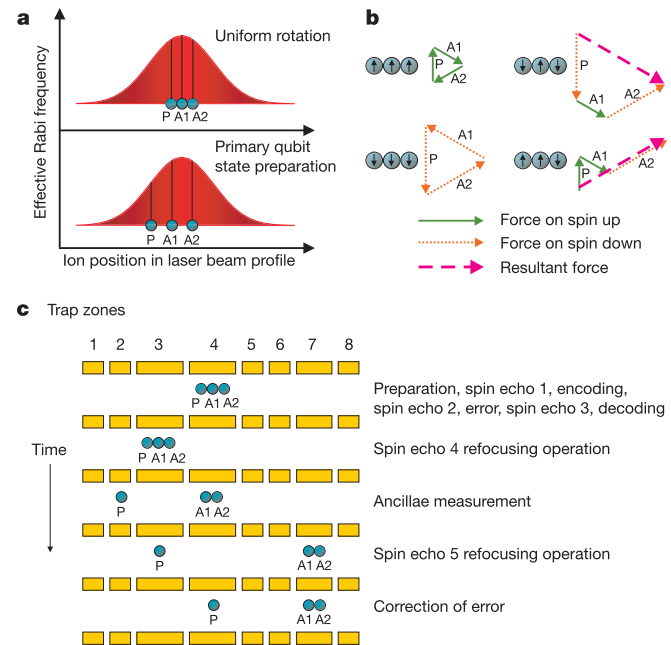 a
Effective Rabi frequency
Uniform rotation
P A1 A2
Primary qubit
state preparation
P A1 A2
Ion position in laser beam profile
b
P
A1
A2
P
A1
A2
P
A1
A2
P
A1
A2
Force on spin up
Force on spin down
Resultant force
c Trap zones
1 2 3 4 5 6 7 8
P A1 A2
Preparation, spin echo 1, encoding,
spin echo 2, error, spin echo 3, decoding
Time
P A1 A2
Spin echo 4 refocusing operation
P A1 A2
Ancillae measurement
P A1 A2
Spin echo 5 refocusing operation
P A1 A2
Correction of error